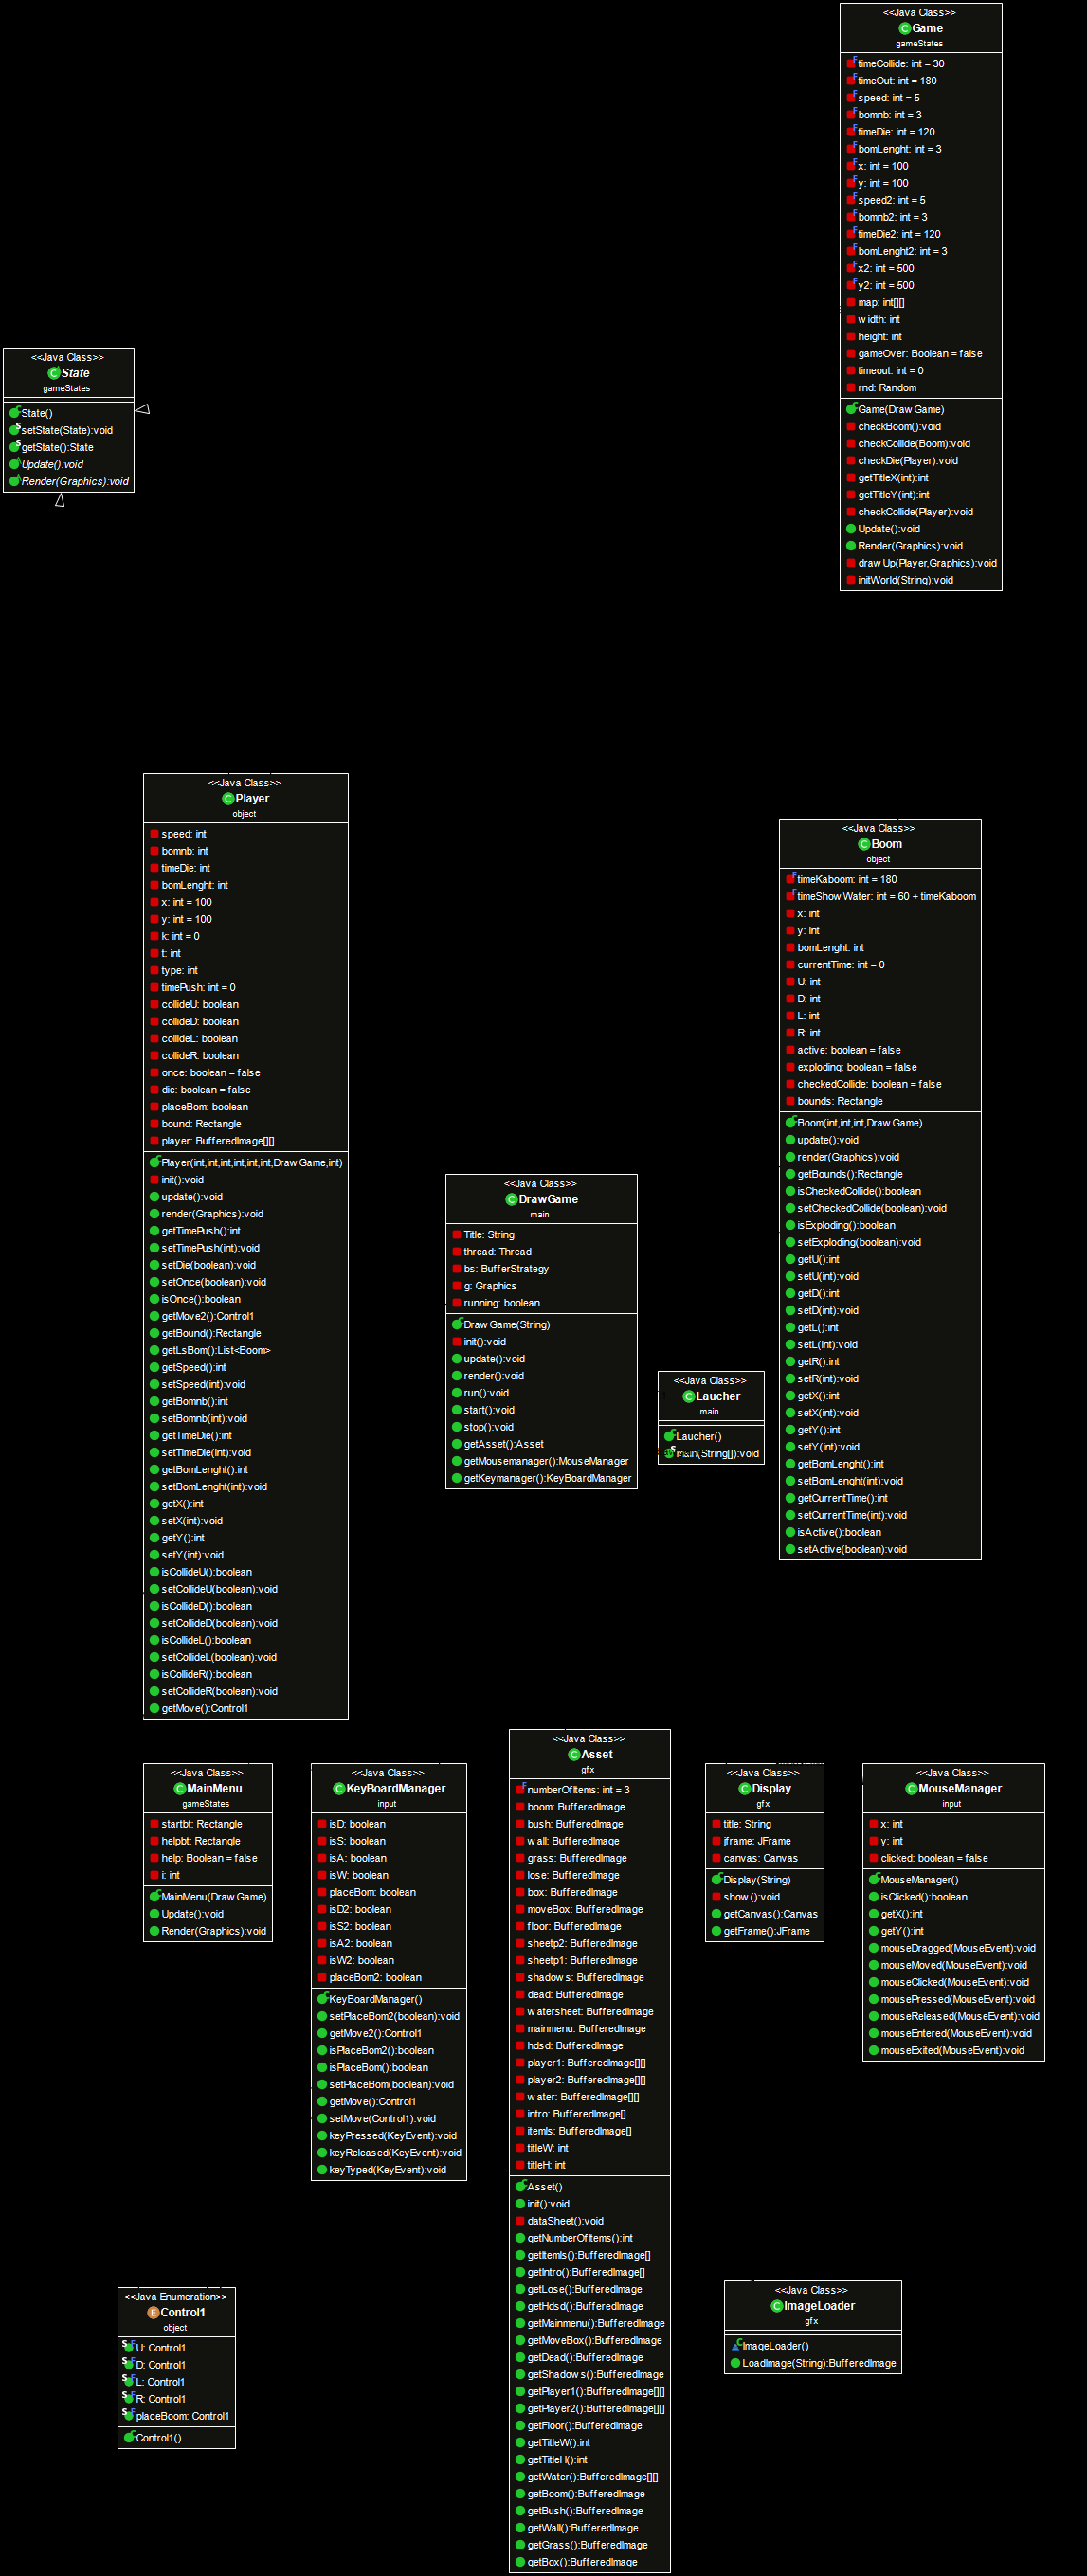 <<Java Class>>
Game
gameStates
timeCollide: int = 30
timeOut: int = 180
speed: int = 5
bomnb: int = 3
timeDie: int = 120
bomLenght: int = 3
x: int = 100
y: int = 100
speed2: int = 5
bomnb2: int = 3
timeDie2: int = 120
bomLenght2: int = 3
x2: int = 500
y2: int = 500
map: int[][]
width: int
height: int
gameOver: Boolean = false
timeout: int = 0
rnd: Random
Game(DrawGame)
checkBoom():void
checkCollide(Boom):void
checkDie(Player):void
getTitleX(int):int
getTitleY(int):int
checkCollide(Player):void
Update():void
Render(Graphics):void
drawUp(Player,Graphics):void
initWorld(String):void
<<Java Class>>
State
gameStates
State()
setState(State):void
getState():State
Update():void
Render(Graphics):void
<<Java Class>>
Player
object
speed: int
bomnb: int
timeDie: int
bomLenght: int
x: int = 100
y: int = 100
k: int = 0
t: int
type: int
timePush: int = 0
collideU: boolean
collideD: boolean
collideL: boolean
collideR: boolean
once: boolean = false
die: boolean = false
placeBom: boolean
bound: Rectangle
player: BufferedImage[][]
Player(int,int,int,int,int,int,DrawGame,int)
init():void
update():void
render(Graphics):void
getTimePush():int
setTimePush(int):void
setDie(boolean):void
setOnce(boolean):void
isOnce():boolean
getMove2():Control1
getBound():Rectangle
getLsBom():List<Boom>
getSpeed():int
setSpeed(int):void
getBomnb():int
setBomnb(int):void
getTimeDie():int
setTimeDie(int):void
getBomLenght():int
setBomLenght(int):void
getX():int
setX(int):void
getY():int
setY(int):void
isCollideU():boolean
setCollideU(boolean):void
isCollideD():boolean
setCollideD(boolean):void
isCollideL():boolean
setCollideL(boolean):void
isCollideR():boolean
setCollideR(boolean):void
getMove():Control1
<<Java Class>>
Boom
object
timeKaboom: int = 180
timeShowWater: int = 60 + timeKaboom
x: int
y: int
bomLenght: int
currentTime: int = 0
U: int
D: int
L: int
R: int
active: boolean = false
exploding: boolean = false
checkedCollide: boolean = false
bounds: Rectangle
Boom(int,int,int,DrawGame)
update():void
render(Graphics):void
getBounds():Rectangle
isCheckedCollide():boolean
setCheckedCollide(boolean):void
isExploding():boolean
setExploding(boolean):void
getU():int
setU(int):void
getD():int
setD(int):void
getL():int
setL(int):void
getR():int
setR(int):void
getX():int
setX(int):void
getY():int
setY(int):void
getBomLenght():int
setBomLenght(int):void
getCurrentTime():int
setCurrentTime(int):void
isActive():boolean
setActive(boolean):void
<<Java Class>>
DrawGame
main
Title: String
thread: Thread
bs: BufferStrategy
g: Graphics
running: boolean
DrawGame(String)
init():void
update():void
render():void
run():void
start():void
stop():void
getAsset():Asset
getMousemanager():MouseManager
getKeymanager():KeyBoardManager
<<Java Class>>
Laucher
main
Laucher()
main(String[]):void
<<Java Class>>
MainMenu
gameStates
startbt: Rectangle
helpbt: Rectangle
help: Boolean = false
i: int
MainMenu(DrawGame)
Update():void
Render(Graphics):void
<<Java Class>>
KeyBoardManager
input
isD: boolean
isS: boolean
isA: boolean
isW: boolean
placeBom: boolean
isD2: boolean
isS2: boolean
isA2: boolean
isW2: boolean
placeBom2: boolean
KeyBoardManager()
setPlaceBom2(boolean):void
getMove2():Control1
isPlaceBom2():boolean
isPlaceBom():boolean
setPlaceBom(boolean):void
getMove():Control1
setMove(Control1):void
keyPressed(KeyEvent):void
keyReleased(KeyEvent):void
keyTyped(KeyEvent):void
<<Java Class>>
Asset
gfx
numberOfItems: int = 3
boom: BufferedImage
bush: BufferedImage
wall: BufferedImage
grass: BufferedImage
lose: BufferedImage
box: BufferedImage
moveBox: BufferedImage
floor: BufferedImage
sheetp2: BufferedImage
sheetp1: BufferedImage
shadows: BufferedImage
dead: BufferedImage
watersheet: BufferedImage
mainmenu: BufferedImage
hdsd: BufferedImage
player1: BufferedImage[][]
player2: BufferedImage[][]
water: BufferedImage[][]
intro: BufferedImage[]
itemls: BufferedImage[]
titleW: int
titleH: int
Asset()
init():void
dataSheet():void
getNumberOfItems():int
getItemls():BufferedImage[]
getIntro():BufferedImage[]
getLose():BufferedImage
getHdsd():BufferedImage
getMainmenu():BufferedImage
getMoveBox():BufferedImage
getDead():BufferedImage
getShadows():BufferedImage
getPlayer1():BufferedImage[][]
getPlayer2():BufferedImage[][]
getFloor():BufferedImage
getTitleW():int
getTitleH():int
getWater():BufferedImage[][]
getBoom():BufferedImage
getBush():BufferedImage
getWall():BufferedImage
getGrass():BufferedImage
getBox():BufferedImage
<<Java Class>>
Display
gfx
title: String
jframe: JFrame
canvas: Canvas
Display(String)
show():void
getCanvas():Canvas
getFrame():JFrame
<<Java Class>>
MouseManager
input
x: int
y: int
clicked: boolean = false
MouseManager()
isClicked():boolean
getX():int
getY():int
mouseDragged(MouseEvent):void
mouseMoved(MouseEvent):void
mouseClicked(MouseEvent):void
mousePressed(MouseEvent):void
mouseReleased(MouseEvent):void
mouseEntered(MouseEvent):void
mouseExited(MouseEvent):void
<<Java Enumeration>>
Control1
object
U: Control1
D: Control1
L: Control1
R: Control1
placeBoom: Control1
Control1()
<<Java Class>>
ImageLoader
gfx
ImageLoader()
LoadImage(String):BufferedImage